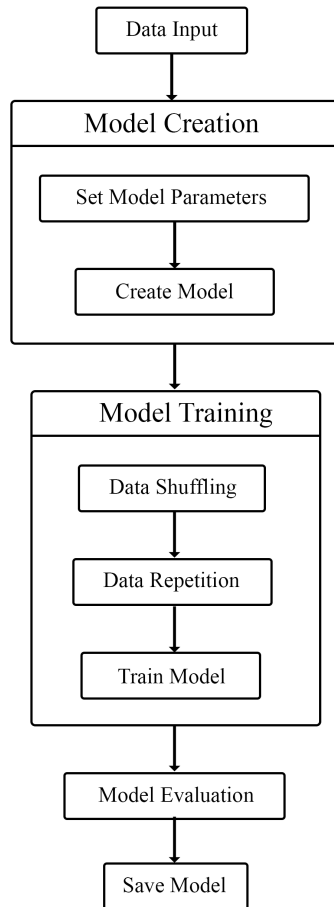 Data Input
Model Creation
Set Model Parameters
Create Model
Model Training
Data Shuffling
Data Repetition
Train Model
Model Evaluation
Save Model